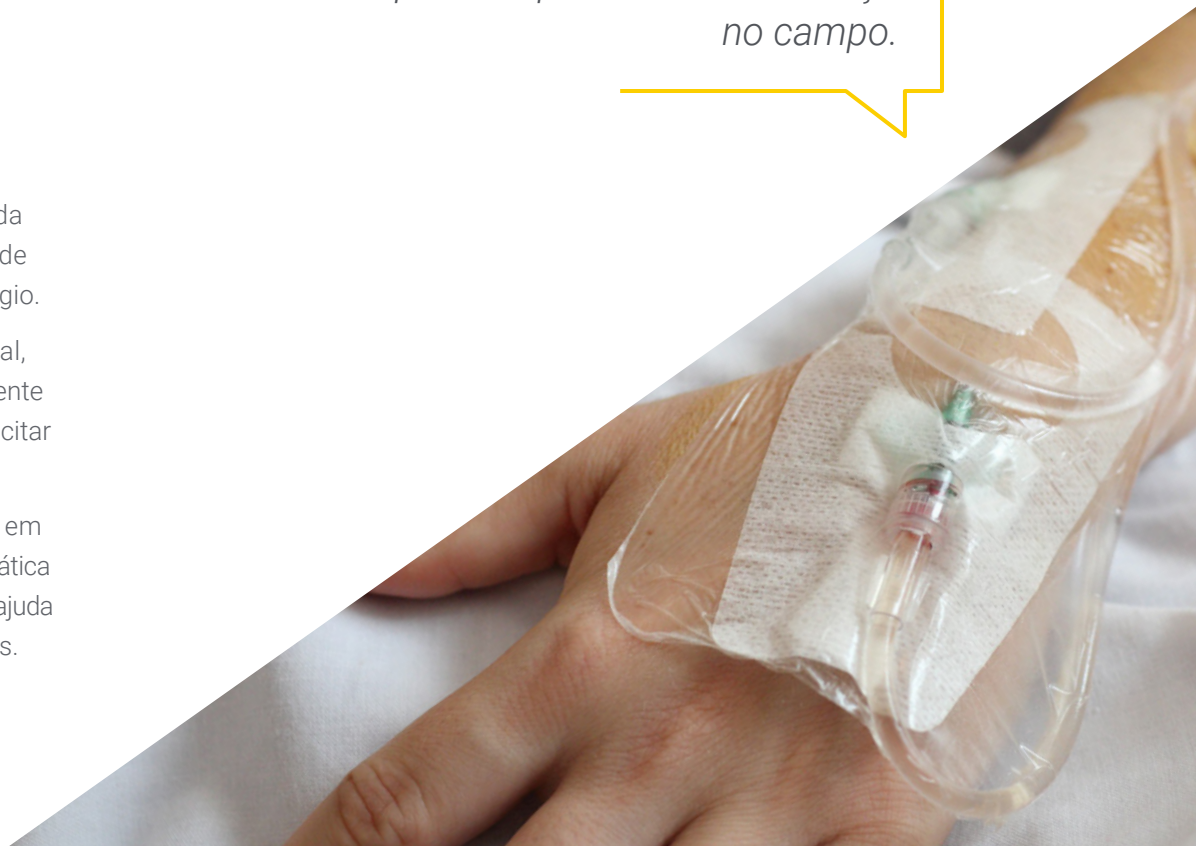 no campo.
da
de
gio.
al,
ente
citar
em
ática
ajuda
s.